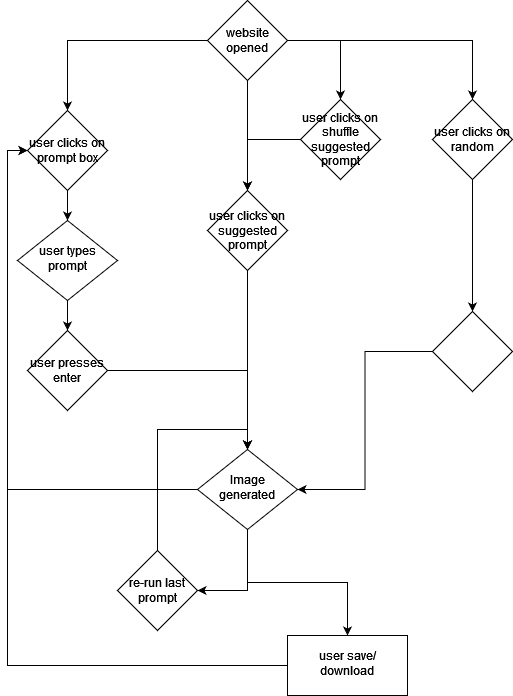 website
opened
user clicks on
prompt box
user clicks on
shuffle
suggested
prompt
user clicks on
random
user clicks on
suggested
prompt
user types
prompt
user presses
enter
Image
generated
re-run last
prompt
user save/
download